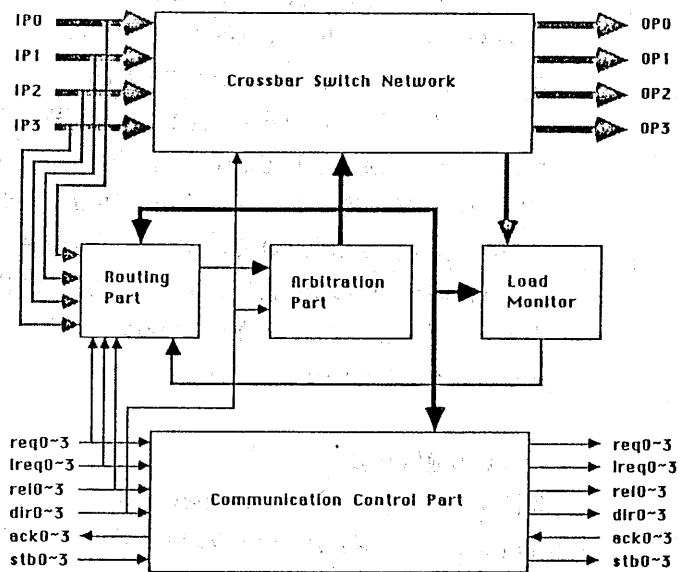 IP0
OP0
IP1
OP1
Crossbar Switch Network
IP2
OP2
IP3
OP3
Routing
Part
Arbitration
Part
Load
Monitor
req0~3
req0~3
lreq0~3
lreq0~3
rel0~3
rel0~3
Communication Control Part
dir0~3
dir0~3
ack0~3
ack0~3
stb0~3
stb0~3